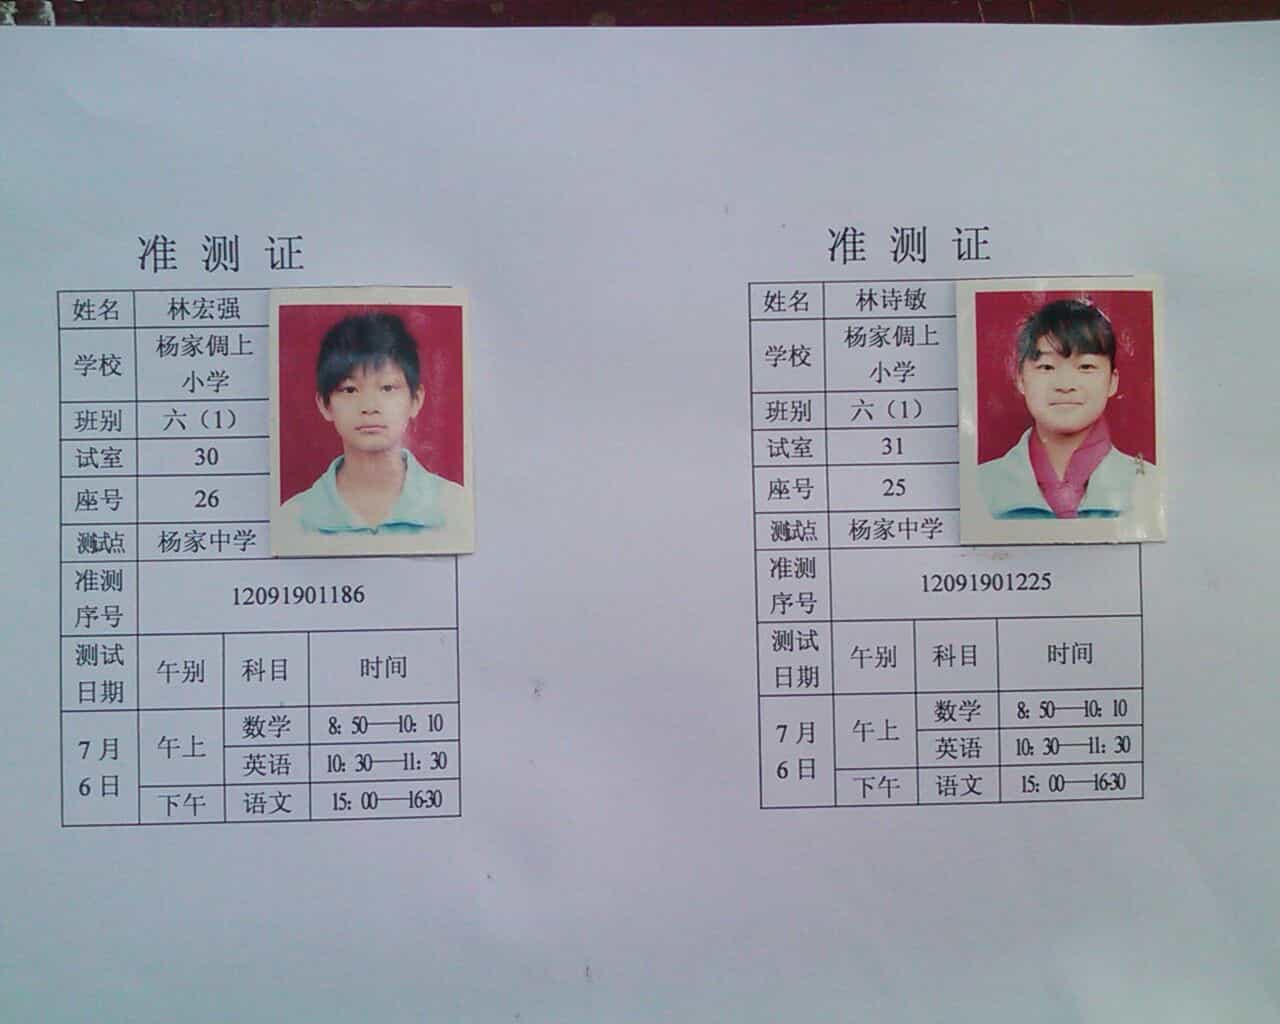 准 测 证
姓名 林宏强
学校 杨家倜上
小学
班别 六（1）
试室 30
座号 26
测试点 杨家中学
准测
序号 12091901186
测试
日期 午别 科目 时间
7月
6日 午上 数学 8：50—10：10
英语 10：30—11：30
下午 语文 15：00—16-30
准 测 证
姓名 林诗敏
学校 杨家倜上
小学
班别 六（1）
试室 31
座号 25
测试点 杨家中学
准测
序号 12091901225
测试
日期 午别 科目 时间
7月
6日 午上 数学 8：50—10：10
英语 10：30—11：30
下午 语文 15：00—16-30